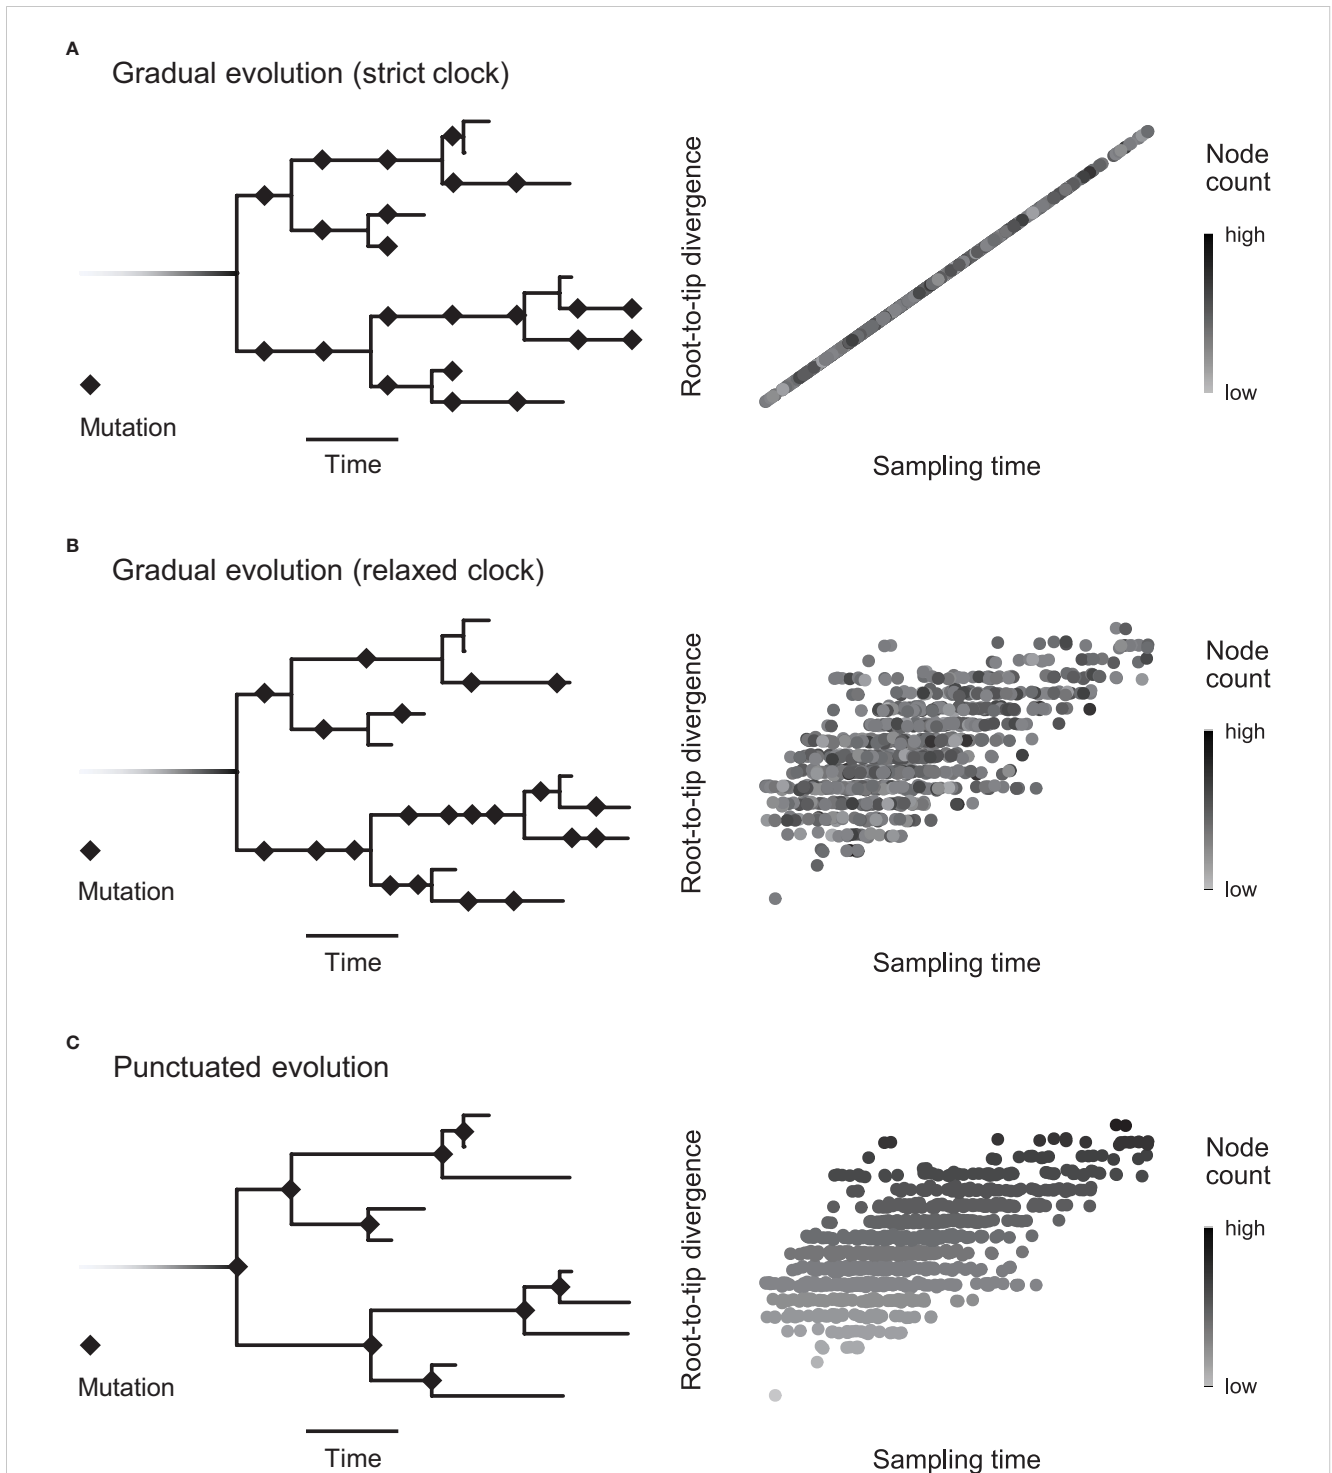 A
Gradual evolution (strict clock)
Mutation
Time
Root-to-tip divergence
Sampling time
Node
count
high
low
B
Gradual evolution (relaxed clock)
Mutation
Time
Root-to-tip divergence
Sampling time
Node
count
high
low
C
Punctuated evolution
Mutation
Time
Root-to-tip divergence
Sampling time
Node
count
high
low